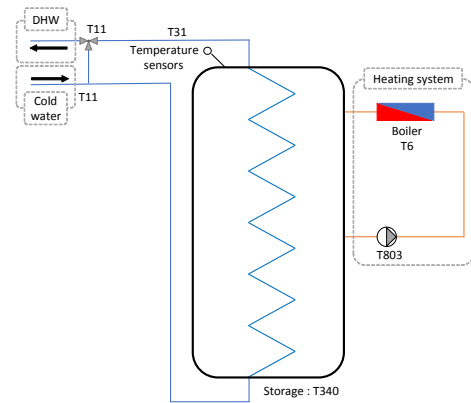 DHW
T11
T31
Temperature
sensors
T11
Cold
water
Heating system
Boiler
T6
T803
Storage : T340